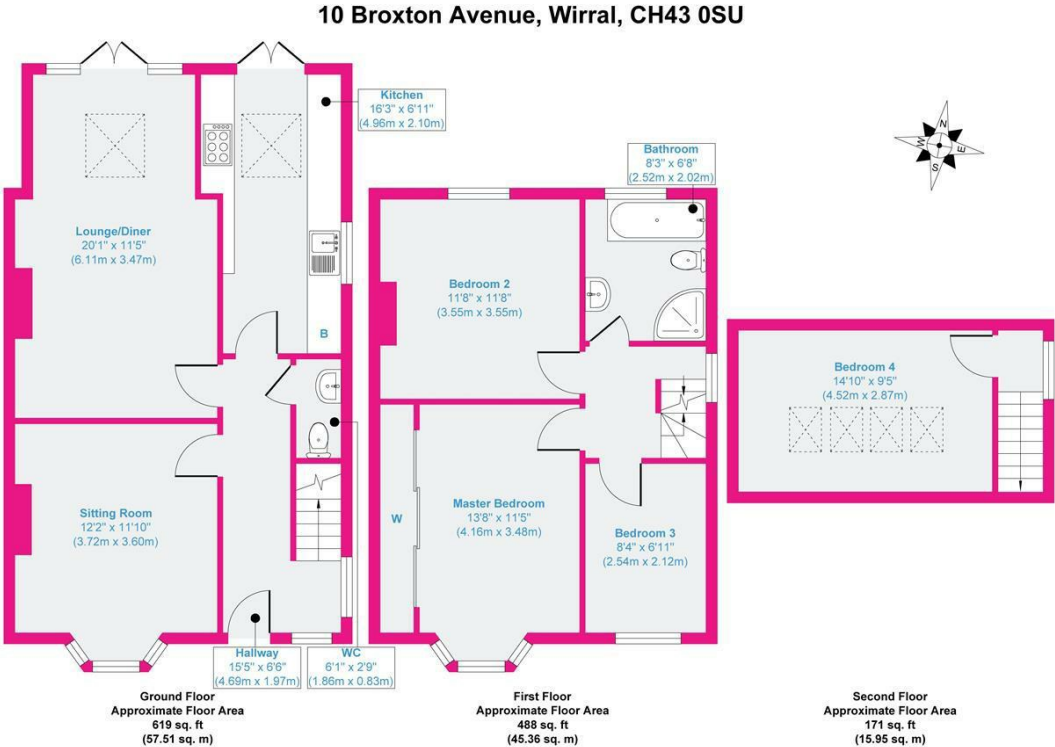 10 Broxton Avenue, Wirral, CH43 0SU
Kitchen
16'3" x 6'11"
(4.96m x 2.10m)
Lounge/Diner
20'1" x 11'5"
(6.11m x 3.47m)
B
Sitting Room
12'2" x 11'10"
(3.72m x 3.60m)
Hallway
15'5" x 6'6"
(4.69m x 1.97m)
WC
6'1" x 2'9"
(1.86m x 0.83m)
Ground Floor
Approximate Floor Area
619 sq. ft
(57.51 sq. m)
Bathroom
8'3" x 6'8"
(2.52m x 2.02m)
Bedroom 2
11'8" x 11'8"
(3.55m x 3.55m)
W
Master Bedroom
13'8" x 11'5"
(4.16m x 3.48m)
Bedroom 3
8'4" x 6'11"
(2.54m x 2.12m)
First Floor
Approximate Floor Area
488 sq. ft
(45.36 sq. m)
N
W
E
S
Bedroom 4
14'10" x 9'5"
(4.52m x 2.87m)
Second Floor
Approximate Floor Area
171 sq. ft
(15.95 sq. m)